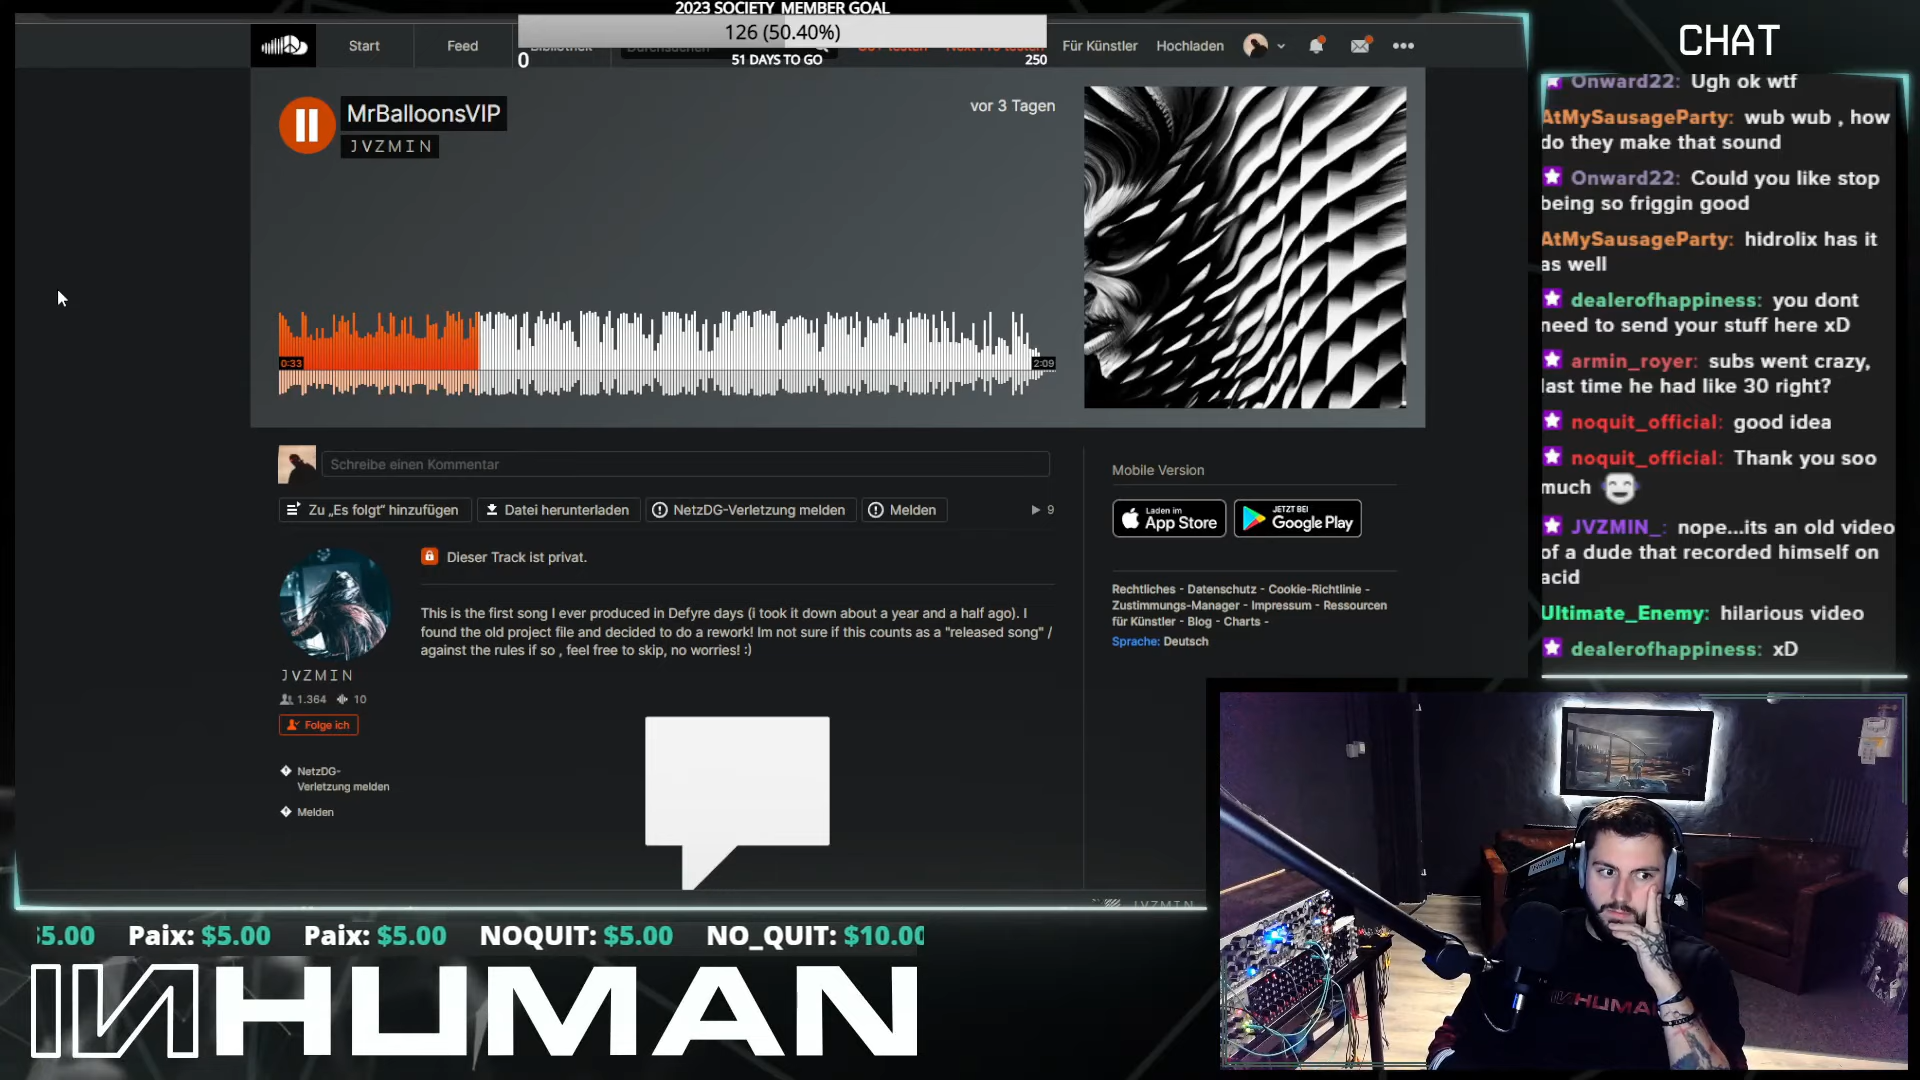 2023 SOCIETY MEMBER GOAL
126 (50.40%)
0
51 DAYS TO GO
250
Start
Feed
Für Künstler
Hochladen
MrBalloonsVIP
JVZMIN
vor 3 Tagen
0:33
2:09
Schreibe einen Kommentar
Zu „Es folgt“ hinzufügen
Datei herunterladen
NetzDG-Verletzung melden
Melden
9
Dieser Track ist privat.
This is the first song I ever produced in Defyre days (i took it down about a year and a half ago). I
found the old project file and decided to do a rework! Im not sure if this counts as a "released song" /
against the rules if so , feel free to skip, no worries! :)
JVZMIN
1.364
10
Folge ich
NetzDG-
Verletzung melden
Melden
Mobile Version
Laden im
App Store
JETZT BEI
Google Play
Rechtliches - Datenschutz - Cookie-Richtlinie -
Zustimmungs-Manager - Impressum - Ressourcen
für Künstler - Blog - Charts -
Sprache: Deutsch
JVZMIN
CHAT
Onward22: Ugh ok wtf
AtMySausageParty: wub wub , how
do they make that sound
Onward22: Could you like stop
being so friggin good
AtMySausageParty: hidrolix has it
as well
dealerofhappiness: you dont
need to send your stuff here xD
armin_royer: subs went crazy,
last time he had like 30 right?
noquit_official: good idea
noquit_official: Thank you soo
much
JVZMIN_: nope...its an old video
of a dude that recorded himself on
acid
Ultimate_Enemy: hilarious video
dealerofhappiness: xD
$5.00 Paix: $5.00 Paix: $5.00 NOQUIT: $5.00 NO_QUIT: $10.00
INHUMAN
INHUMAN
INHUMAN